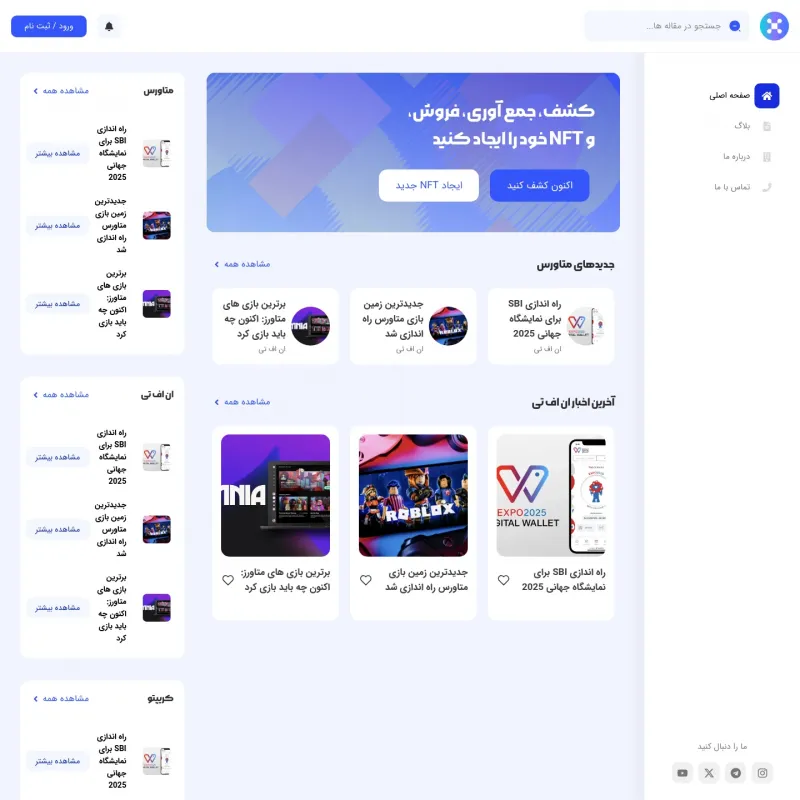 جستجو در مقاله ها...
ورود / ثبت نام
صفحه اصلی
بلاگ
درباره ما
تماس با ما
ما را دنبال کنید
کشف، جمع آوری، فروش،
و NFT خود را ایجاد کنید
اکنون کشف کنید
ایجاد NFT جدید
جدیدهای متاورس
مشاهده همه
راه اندازی SBI
برای نمایشگاه
جهانی 2025
ان اف تی
جدیدترین زمین
بازی متاورس راه
اندازی شد
ان اف تی
برترین بازی های
متاورز: اکنون چه
باید بازی کرد
ان اف تی
آخرین اخبار ان اف تی
مشاهده همه
EXPO2025
IGITAL WALLET
راه اندازی SBI برای
نمایشگاه جهانی 2025
ROBLOX
جدیدترین زمین بازی
متاورس راه اندازی شد
برترین بازی های متاورز:
اکنون چه باید بازی کرد
متاورس
مشاهده همه
راه اندازی
SBI برای
نمایشگاه
جهانی
2025
مشاهده بیشتر
جدیدترین
زمین بازی
متاورس
راه اندازی
شد
مشاهده بیشتر
برترین
بازی های
متاورز:
اکنون چه
باید بازی
کرد
مشاهده بیشتر
ان اف تی
مشاهده همه
راه اندازی
SBI برای
نمایشگاه
جهانی
2025
مشاهده بیشتر
جدیدترین
زمین بازی
متاورس
راه اندازی
شد
مشاهده بیشتر
برترین
بازی های
متاورز:
اکنون چه
باید بازی
کرد
مشاهده بیشتر
کریپتو
مشاهده همه
راه اندازی
SBI برای
نمایشگاه
جهانی
2025
مشاهده بیشتر